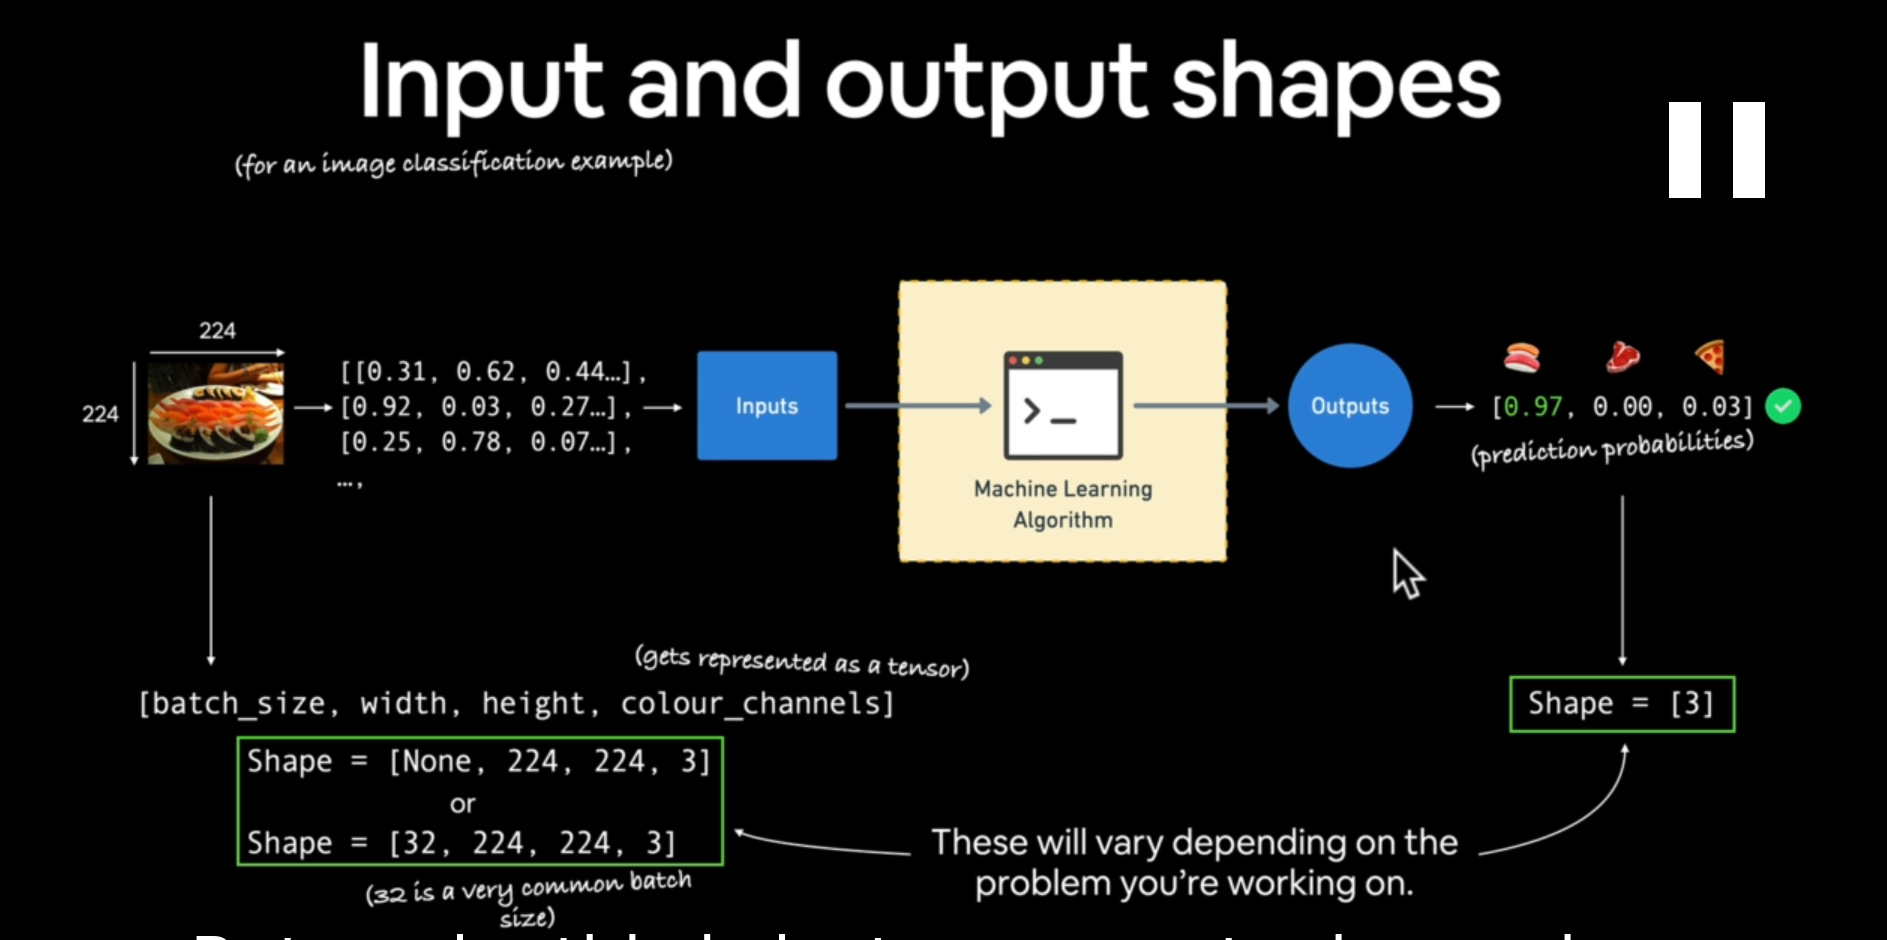 Input and output shapes
(for an image classification example)
224
224
[[0.31, 0.62, 0.44…],
[0.92, 0.03, 0.27…],
[0.25, 0.78, 0.07…],
…,
Inputs
Machine Learning
Algorithm
Outputs
[0.97, 0.00, 0.03]
(prediction probabilities)
(gets represented as a tensor)
[batch_size, width, height, colour_channels]
Shape = [None, 224, 224, 3]
or
Shape = [32, 224, 224, 3]
(32 is a very common batch
size)
Shape = [3]
These will vary depending on the
problem you’re working on.